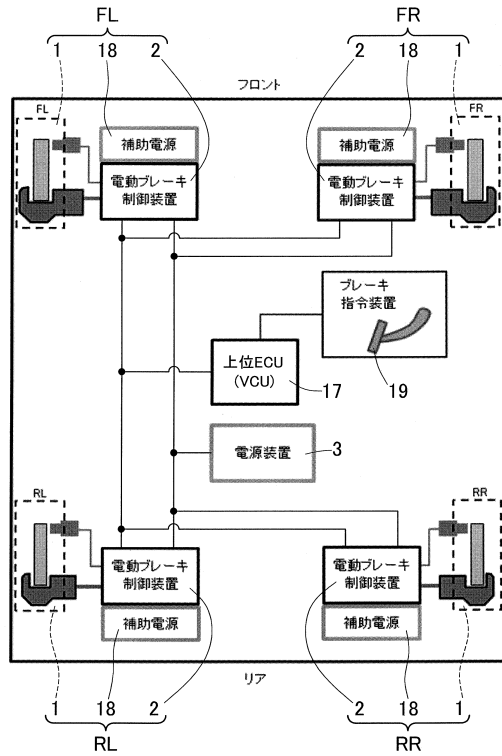 FL
FR
1 18 2
2 18 1
フロント
FL
FR
補助電源
補助電源
電動ブレーキ
制御装置
電動ブレーキ
制御装置
ブレーキ
指令装置
上位ECU
(VCU)
17
19
電源装置
3
RL
RR
電動ブレーキ
制御装置
電動ブレーキ
制御装置
補助電源
補助電源
リア
1 18 2
2 18 1
RL
RR